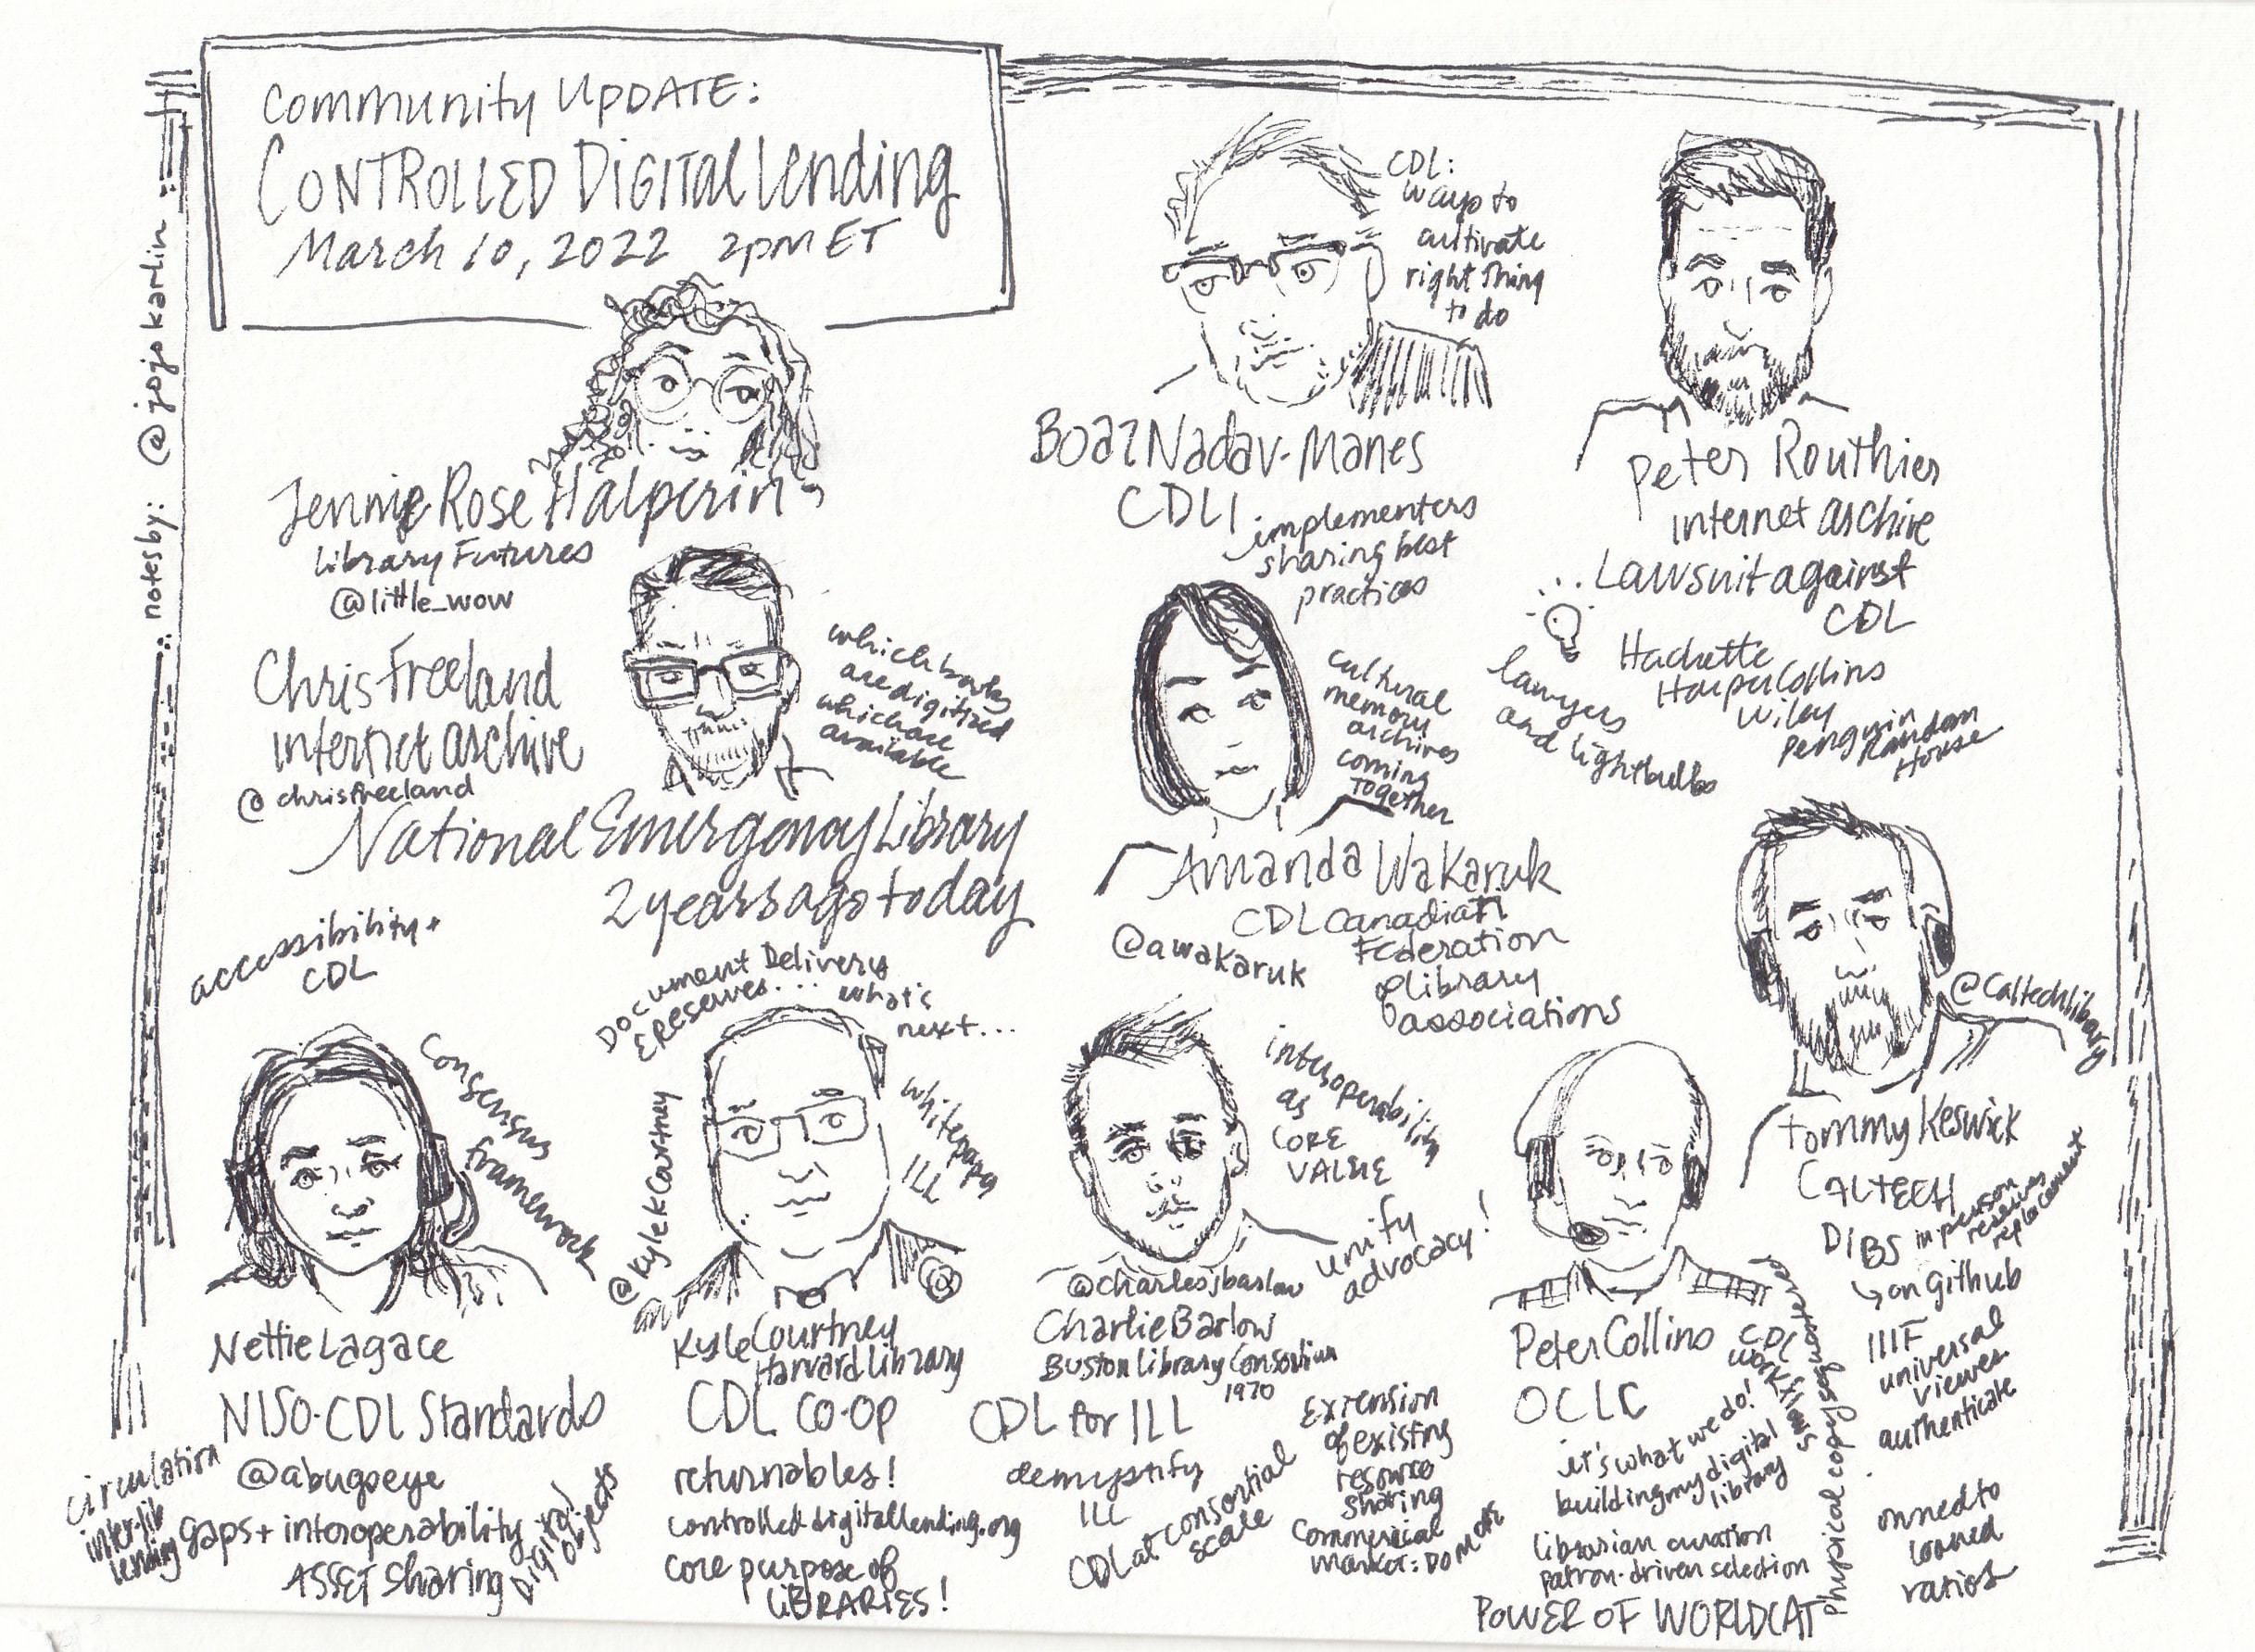 Community UPDATE:
CONTROLLED DIGITAL lending
March 10, 2022 2pm ET
notes by: @jojokarlin
Jennie Rose Halperin
library Futures
@little_wow
Chris Freeland
internet archive
@chrisfreeland
which books
are digitized
which are
available
National Emergency Library
2 years ago today
CDL:
ways to
cultivate
right thing
to do
Boaz Nadav-Manes
CDLI
implementers
sharing best
practices
Peter Routhier
internet archive
Lawsuit against
CDL
Hachette
HarperCollins
Wiley
Penguin
Random
House
lawyers
and lightbulbs
cultural
memory
archives
coming
together
Amanda Wakaruk
CDL Canadian
Federation
of library
associations
@awakaruk
@caltechlibrary
Tommy Keswick
CALTECH
DIBS in person
reserves
replacement
on github
IIIF
universal
viewer
authenticate
owned to
loaned
ratios
accessibility +
CDL
consensus
framework
Nettie Lagace
NISO-CDL Standards
@abugseye
circulation
inter-lib
lending
gaps + interoperability
ASSET sharing
Digital
objects
Document Delivery
EReserves....
what's
next...
whitepaper
ILL
@KyleKCourtney
Kyle Courtney
Harvard library
CDL CO-OP
returnables!
controlleddigitallending.org
core purpose of
LIBRARIES!
interoperability
as
CORE
VALUE
unify
advocacy!
@charlesjbarlow
Charlie Barlow
Boston library Consortium
1970
CDL for ILL
demystify
ILL
CDL at consortial
scale
Extension
of existing
resource
sharing
commercial
market: DO NOT
Peter Collins
OCLC
CDL
workflows
physical copy/sequestered
it's what we do!
building my digital
library
librarian curation
patron-driven selection
POWER OF WORLDCAT